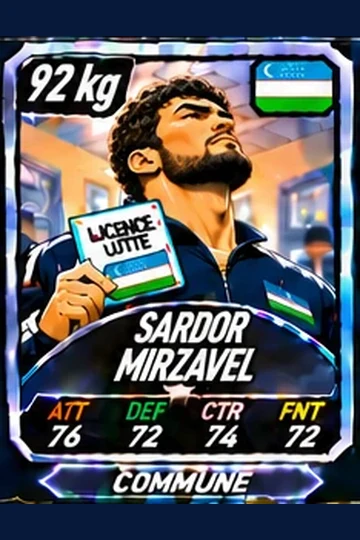 92 kg
LICENCE
LUTTE
SARDOR
MIRZAVEL
ATT DEF CTR FNT
76 72 74 72
COMMUNE